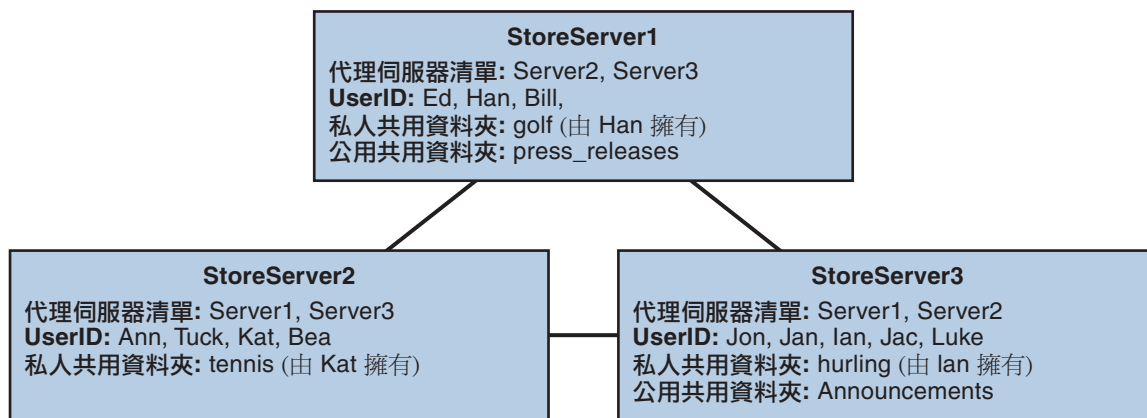 StoreServer1
代理伺服器清單: Server2, Server3
UserID: Ed, Han, Bill,
私人共用資料夾: golf (由 Han 擁有)
公用共用資料夾: press_releases
StoreServer2
代理伺服器清單: Server1, Server3
UserID: Ann, Tuck, Kat, Bea
私人共用資料夾: tennis (由 Kat 擁有)
StoreServer3
代理伺服器清單: Server1, Server2
UserID: Jon, Jan, Ian, Jac, Luke
私人共用資料夾: hurling (由 Ian 擁有)
公用共用資料夾: Announcements